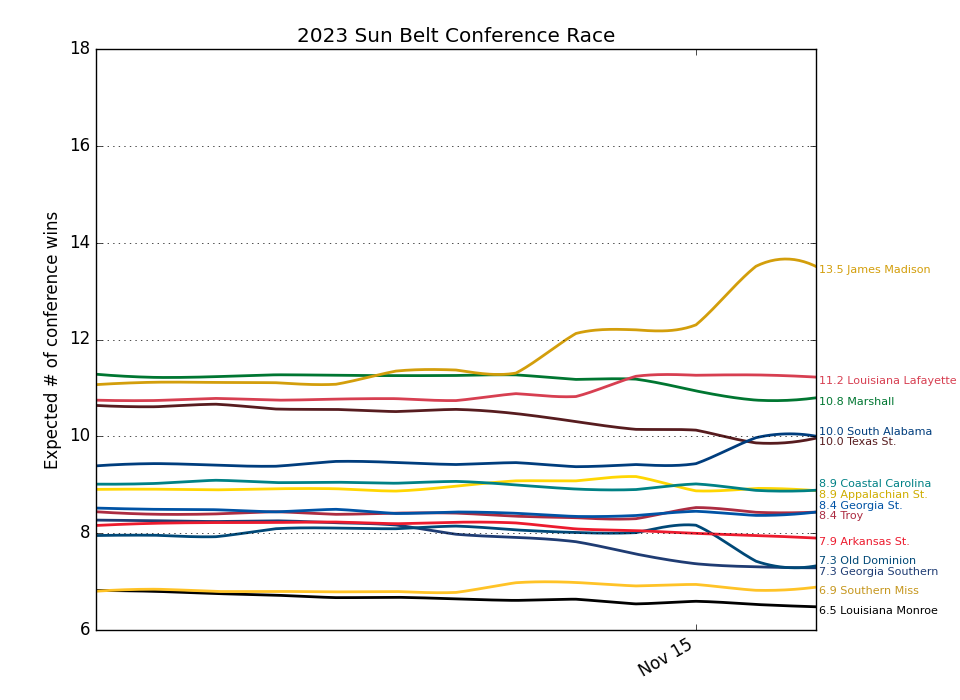 2023 Sun Belt Conference Race
Expected # of conference wins
18
16
14
12
10
8
6
Nov 15
13.5 James Madison
11.2 Louisiana Lafayette
10.8 Marshall
10.0 South Alabama
10.0 Texas St.
8.9 Coastal Carolina
8.9 Appalachian St.
8.4 Georgia St.
8.4 Troy
7.9 Arkansas St.
7.3 Old Dominion
7.3 Georgia Southern
6.9 Southern Miss
6.5 Louisiana Monroe